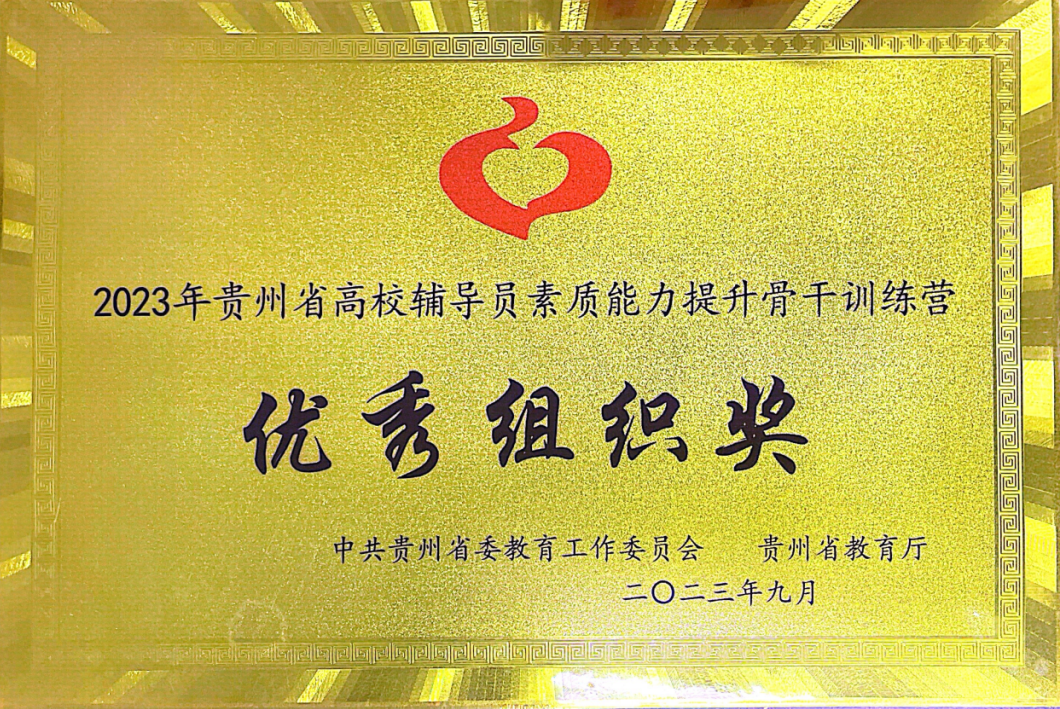 2023年贵州省高校辅导员素质能力提升骨干训练营
优秀组织奖
中共贵州省委教育工作委员会 贵州省教育厅
二〇二三年九月